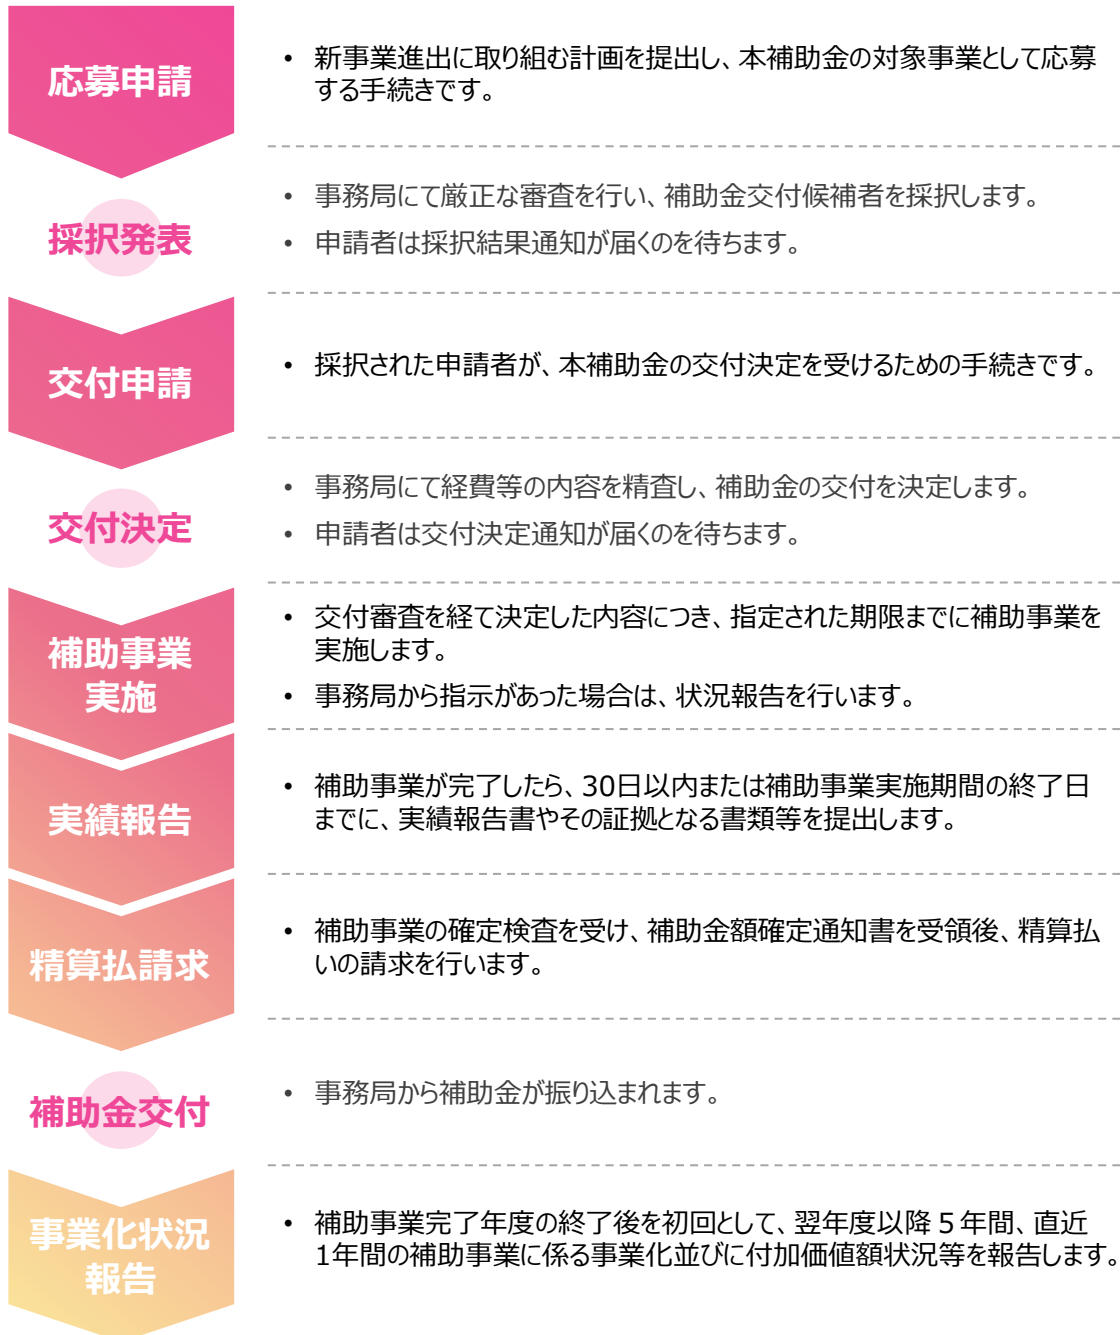 応募申請
• 新事業進出に取り組む計画を提出し、本補助金の対象事業として応募
する手続きです。
採択発表
• 事務局にて厳正な審査を行い、補助金交付候補者を採択します。
• 申請者は採択結果通知が届くのを待ちます。
交付申請
• 採択された申請者が、本補助金の交付決定を受けるための手続きです。
交付決定
• 事務局にて経費等の内容を精査し、補助金の交付を決定します。
• 申請者は交付決定通知が届くのを待ちます。
補助事業
実施
• 交付審査を経て決定した内容につき、指定された期限までに補助事業を
実施します。
• 事務局から指示があった場合は、状況報告を行います。
実績報告
• 補助事業が完了したら、30日以内または補助事業実施期間の終了日
までに、実績報告書やその証拠となる書類等を提出します。
精算払請求
• 補助事業の確定検査を受け、補助金額確定通知書を受領後、精算払
いの請求を行います。
補助金交付
• 事務局から補助金が振り込まれます。
事業化状況
報告
• 補助事業完了年度の終了後を初回として、翌年度以降５年間、直近
1年間の補助事業に係る事業化並びに付加価値額状況等を報告します。